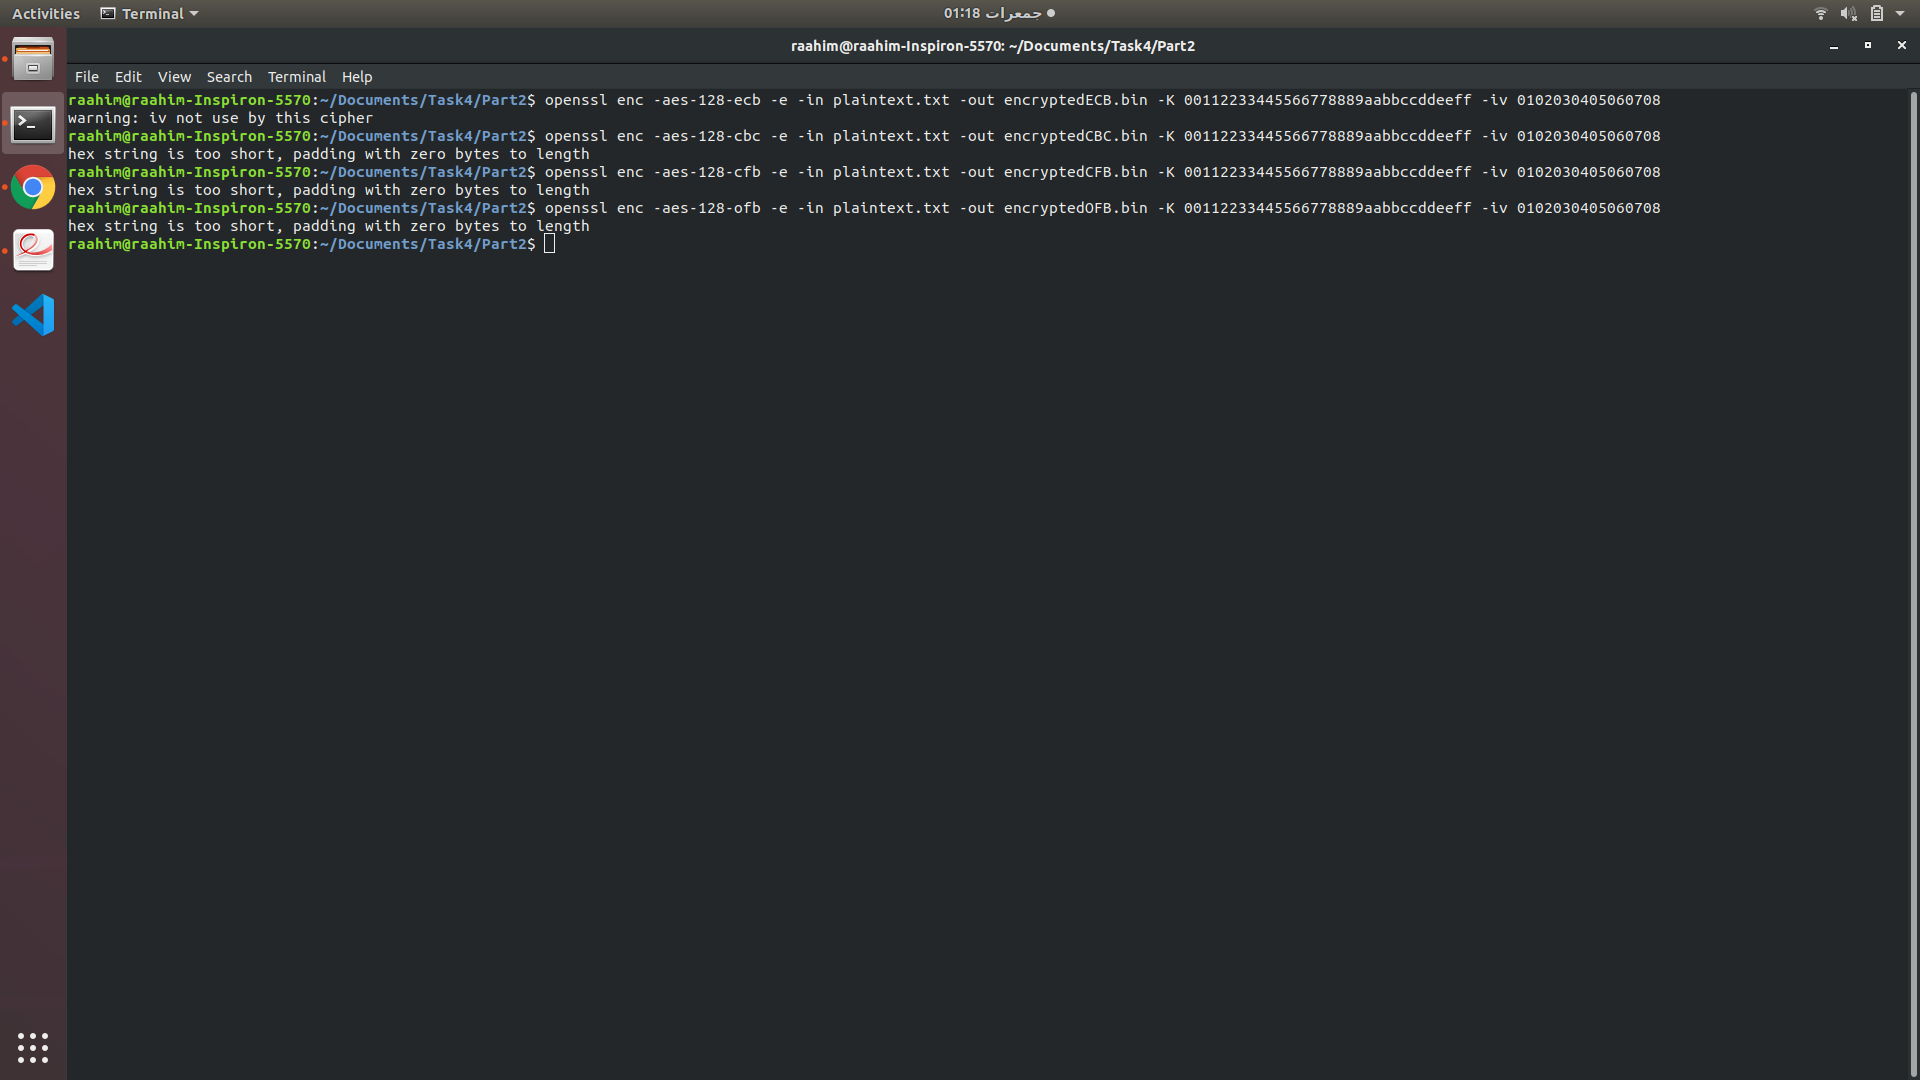 Activities Terminal 01:18 جمعرات
raahim@raahim-Inspiron-5570: ~/Documents/Task4/Part2
File Edit View Search Terminal Help
raahim@raahim-Inspiron-5570:~/Documents/Task4/Part2$ openssl enc -aes-128-ecb -e -in plaintext.txt -out encryptedECB.bin -K 00112233445566778889aabbccddeeff -iv 0102030405060708
warning: iv not use by this cipher
raahim@raahim-Inspiron-5570:~/Documents/Task4/Part2$ openssl enc -aes-128-cbc -e -in plaintext.txt -out encryptedCBC.bin -K 00112233445566778889aabbccddeeff -iv 0102030405060708
hex string is too short, padding with zero bytes to length
raahim@raahim-Inspiron-5570:~/Documents/Task4/Part2$ openssl enc -aes-128-cfb -e -in plaintext.txt -out encryptedCFB.bin -K 00112233445566778889aabbccddeeff -iv 0102030405060708
hex string is too short, padding with zero bytes to length
raahim@raahim-Inspiron-5570:~/Documents/Task4/Part2$ openssl enc -aes-128-ofb -e -in plaintext.txt -out encryptedOFB.bin -K 00112233445566778889aabbccddeeff -iv 0102030405060708
hex string is too short, padding with zero bytes to length
raahim@raahim-Inspiron-5570:~/Documents/Task4/Part2$